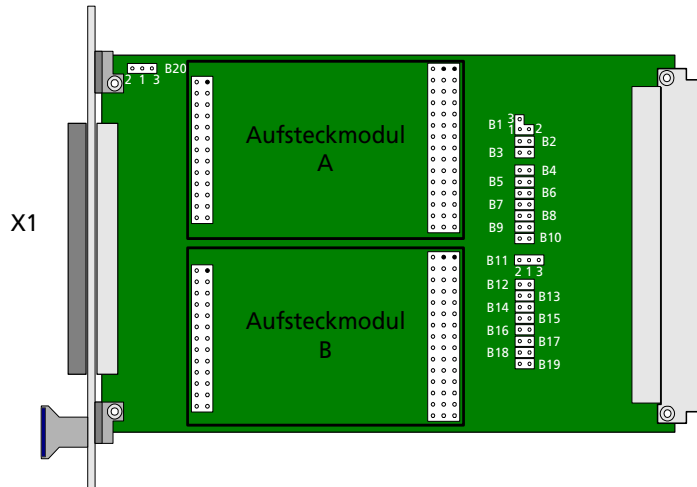 B20
2 1 3
Aufsteckmodul
A
X1
3
B1
1 2
B2
B3
B4
B5
B6
B7
B8
B9
B10
B11
2 1 3
B12
B13
B14
B15
B16
B17
B18
B19
Aufsteckmodul
B